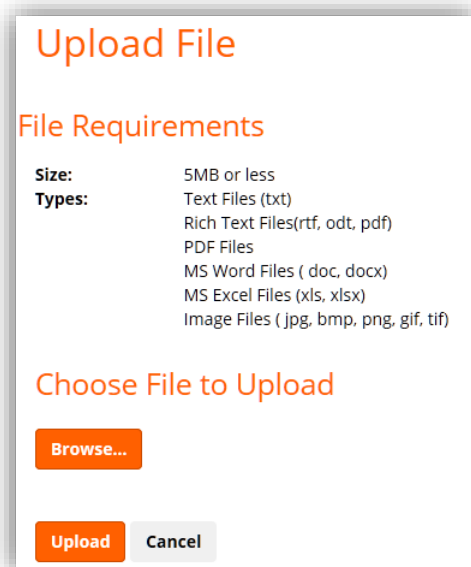 Upload File
File Requirements
Size: 5MB or less
Types: Text Files (txt)
Rich Text Files(rtf, odt, pdf)
PDF Files
MS Word Files ( doc, docx)
MS Excel Files (xls, xlsx)
Image Files ( jpg, bmp, png, gif, tif)
Choose File to Upload
Browse...
Upload Cancel